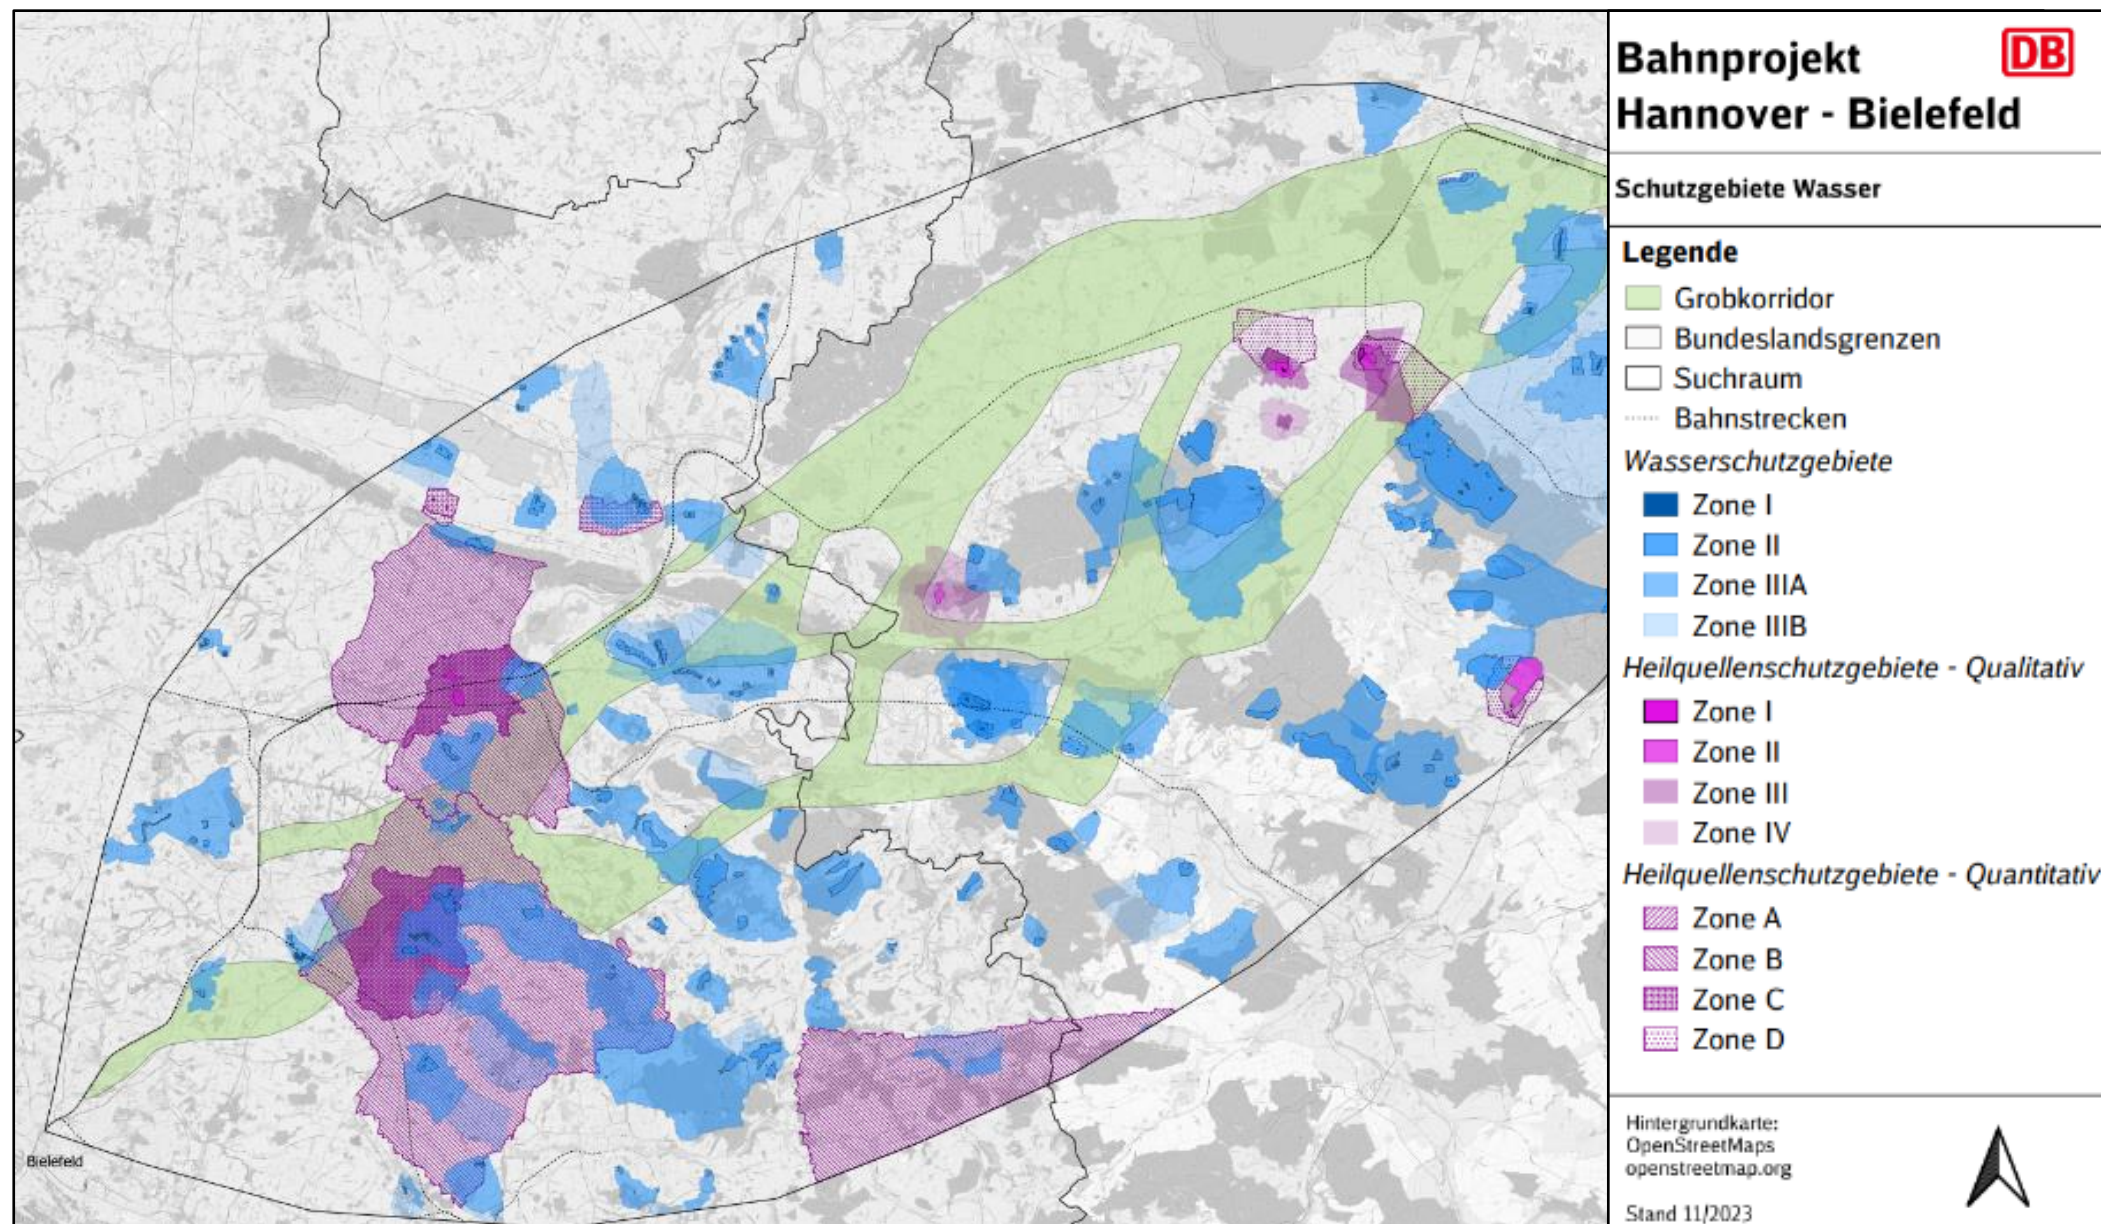 Bahnprojekt
Hannover - Bielefeld
DB
Schutzgebiete Wasser
Legende
Grobkorridor
Bundeslandsgrenzen
Suchraum
Bahnstrecken
Wasserschutzgebiete
Zone I
Zone II
Zone IIIA
Zone IIIB
Heilquellenschutzgebiete - Qualitativ
Zone I
Zone II
Zone III
Zone IV
Heilquellenschutzgebiete - Quantitativ
Zone A
Zone B
Zone C
Zone D
Hintergrundkarte:
OpenStreetMaps
openstreetmap.org
Stand 11/2023
Bielefeld